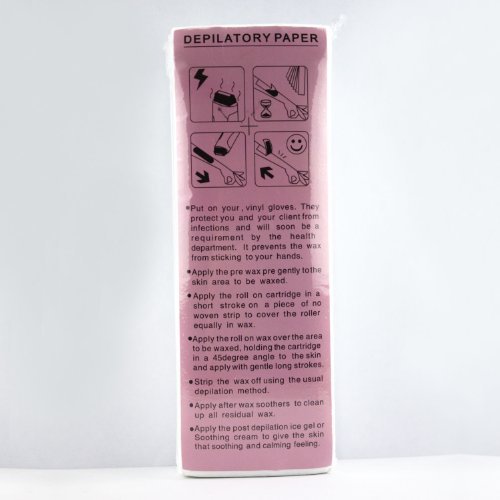 DEPILATORY PAPER
•Put on your, vinyl gloves. They
protect you and your client from
infections and will soon be a
requirement by the health
department. It prevents the wax
from sticking to your hands.
•Apply the pre wax pre gently to the
skin area to be waxed.
•Apply the roll on cartridge in a
short stroke on a piece of no
woven strip to cover the roller
equally in wax.
•Apply the roll on wax over the area
to be waxed, holding the cartridge
in a 45degree angle to the skin
and apply with gentle long strokes.
•Strip the wax off using the usual
depilation method.
•Apply after wax soothers to clean
up all residual wax.
•Apply the post depilation ice gel or
Soothing cream to give the skin
that soothing and calming feeling.